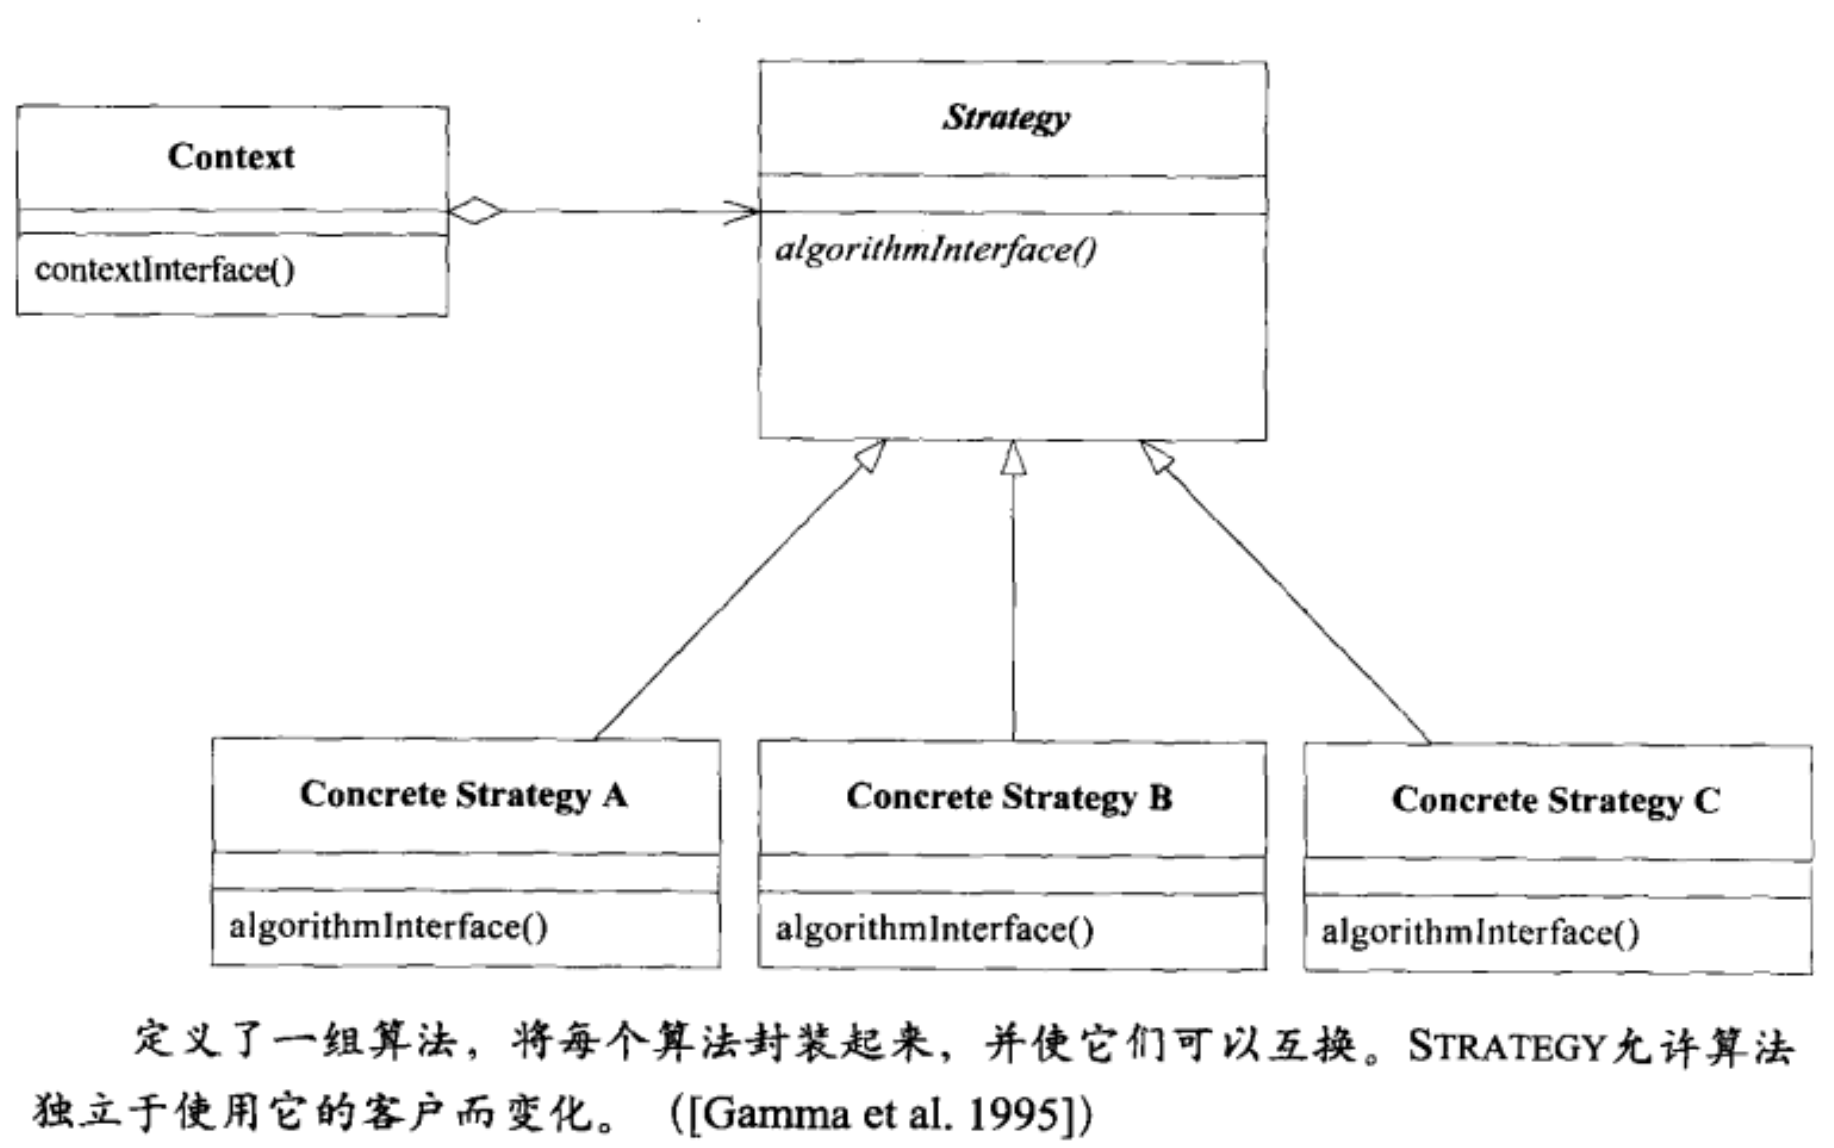 Context
Strategy
contextInterface()
algorithmInterface()
Concrete Strategy A
Concrete Strategy B
Concrete Strategy C
algorithmInterface()
algorithmInterface()
algorithmInterface()
定义了一组算法，将每个算法封装起来，并使它们可以互换。STRATEGY允许算法
独立于使用它的客户而变化。（[Gamma et al. 1995]）